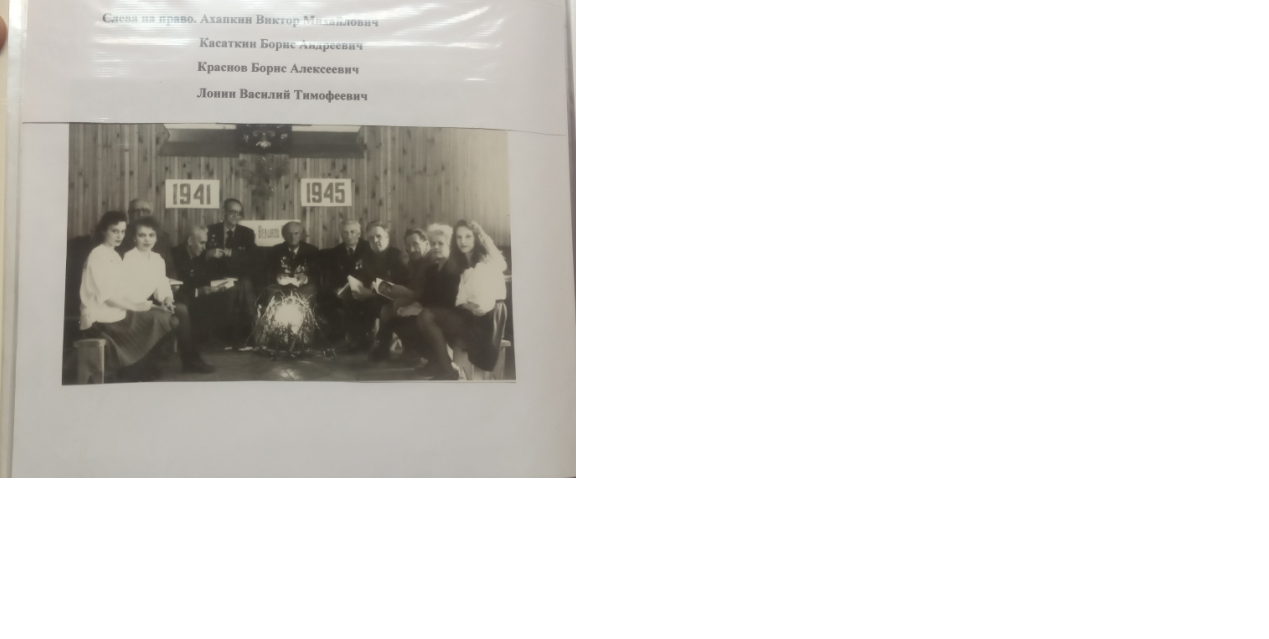 Слева на право. Ахапкин Виктор Михайлович
Касаткин Борис Андреевич
Краснов Борис Алексеевич
Лонин Василий Тимофеевич
1941
1945